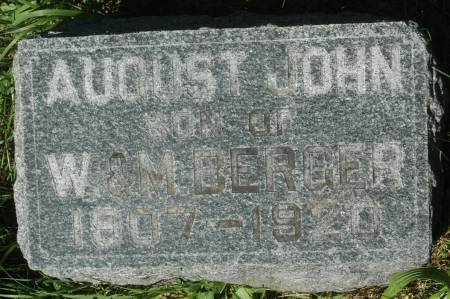 AUGUST JOHN
SON OF
W. & M. BERGER
1907-1920